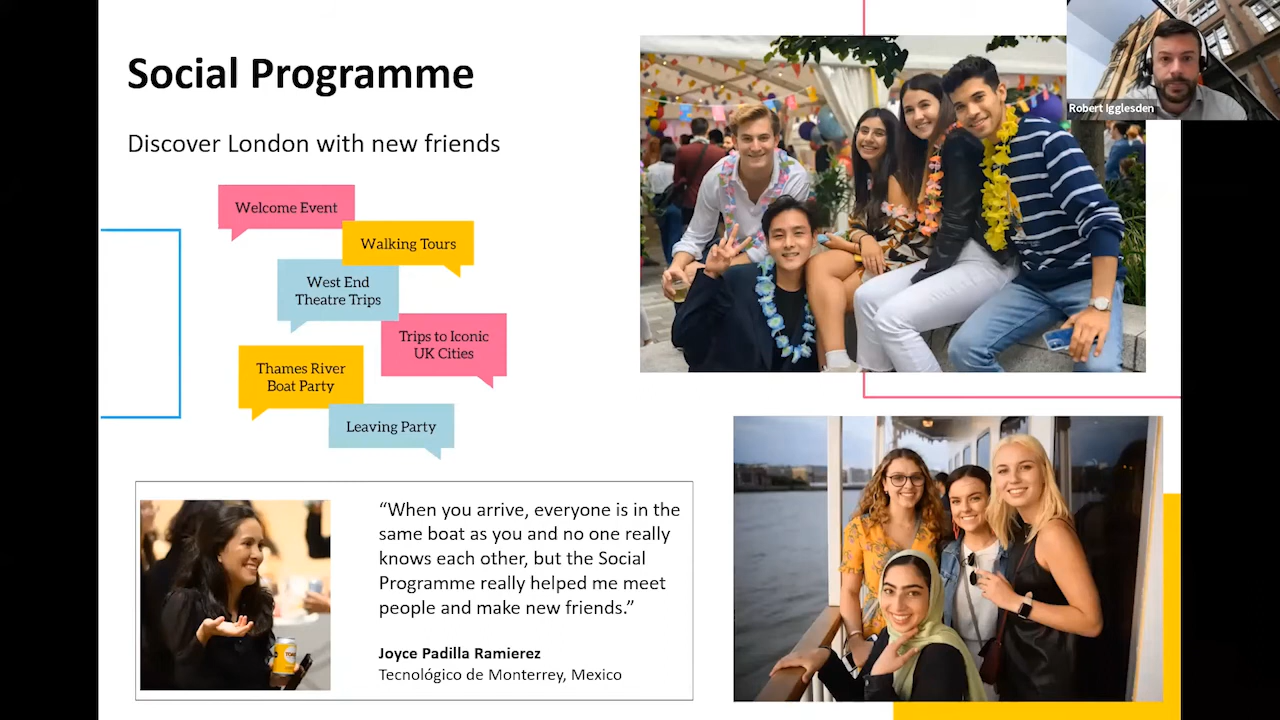 Social Programme
Discover London with new friends
Welcome Event
Walking Tours
West End
Theatre Trips
Trips to Iconic
UK Cities
Thames River
Boat Party
Leaving Party
“When you arrive, everyone is in the
same boat as you and no one really
knows each other, but the Social
Programme really helped me meet
people and make new friends.”
Joyce Padilla Ramierez
Tecnológico de Monterrey, Mexico
Robert Igglesden